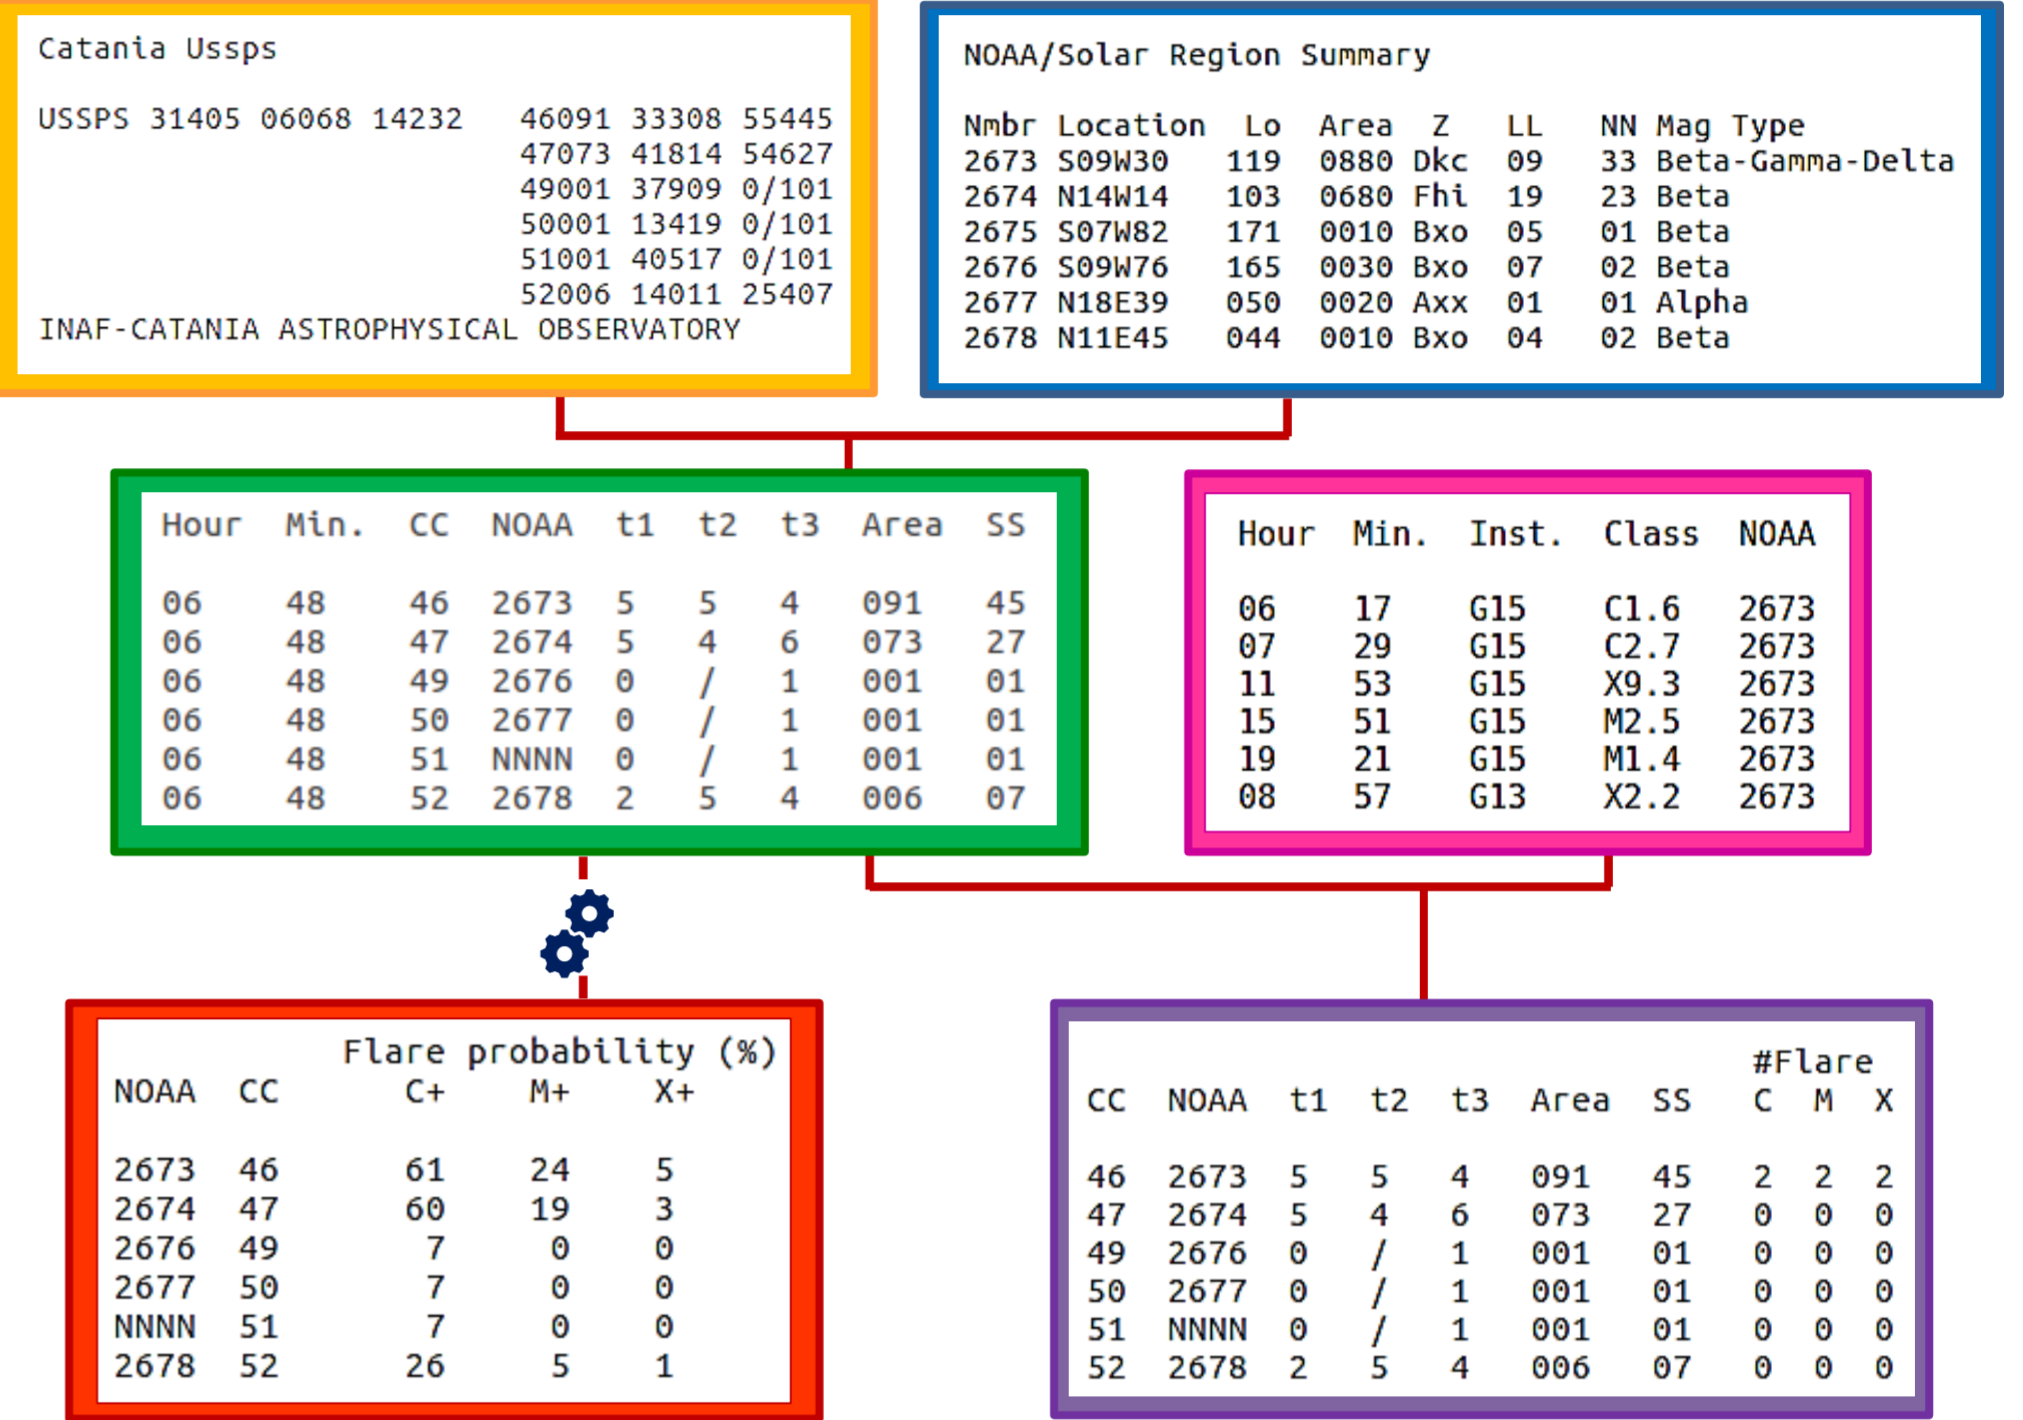 Catania Ussps
USSPS 31405 06068 14232 46091 33308 55445
47073 41814 54627
49001 37909 0/101
50001 13419 0/101
51001 40517 0/101
52006 14011 25407
INAF-CATANIA ASTROPHYSICAL OBSERVATORY
NOAA/Solar Region Summary
Nmbr Location Lo Area Z LL NN Mag Type
2673 S09W30 119 0880 Dkc 09 33 Beta-Gamma-Delta
2674 N14W14 103 0680 Fhi 19 23 Beta
2675 S07W82 171 0010 Bxo 05 01 Beta
2676 S09W76 165 0030 Bxo 07 02 Beta
2677 N18E39 050 0020 Axx 01 01 Alpha
2678 N11E45 044 0010 Bxo 04 02 Beta
Hour Min. CC NOAA t1 t2 t3 Area SS
06 48 46 2673 5 5 4 091 45
06 48 47 2674 5 4 6 073 27
06 48 49 2676 0 / 1 001 01
06 48 50 2677 0 / 1 001 01
06 48 51 NNNN 0 / 1 001 01
06 48 52 2678 2 5 4 006 07
Hour Min. Inst. Class NOAA
06 17 G15 C1.6 2673
07 29 G15 C2.7 2673
11 53 G15 X9.3 2673
15 51 G15 M2.5 2673
19 21 G15 M1.4 2673
08 57 G13 X2.2 2673
Flare probability (%)
NOAA CC C+ M+ X+
2673 46 61 24 5
2674 47 60 19 3
2676 49 7 0 0
2677 50 7 0 0
NNNN 51 7 0 0
2678 52 26 5 1
#Flare
CC NOAA t1 t2 t3 Area SS C M X
46 2673 5 5 4 091 45 2 2 2
47 2674 5 4 6 073 27 0 0 0
49 2676 0 / 1 001 01 0 0 0
50 2677 0 / 1 001 01 0 0 0
51 NNNN 0 / 1 001 01 0 0 0
52 2678 2 5 4 006 07 0 0 0